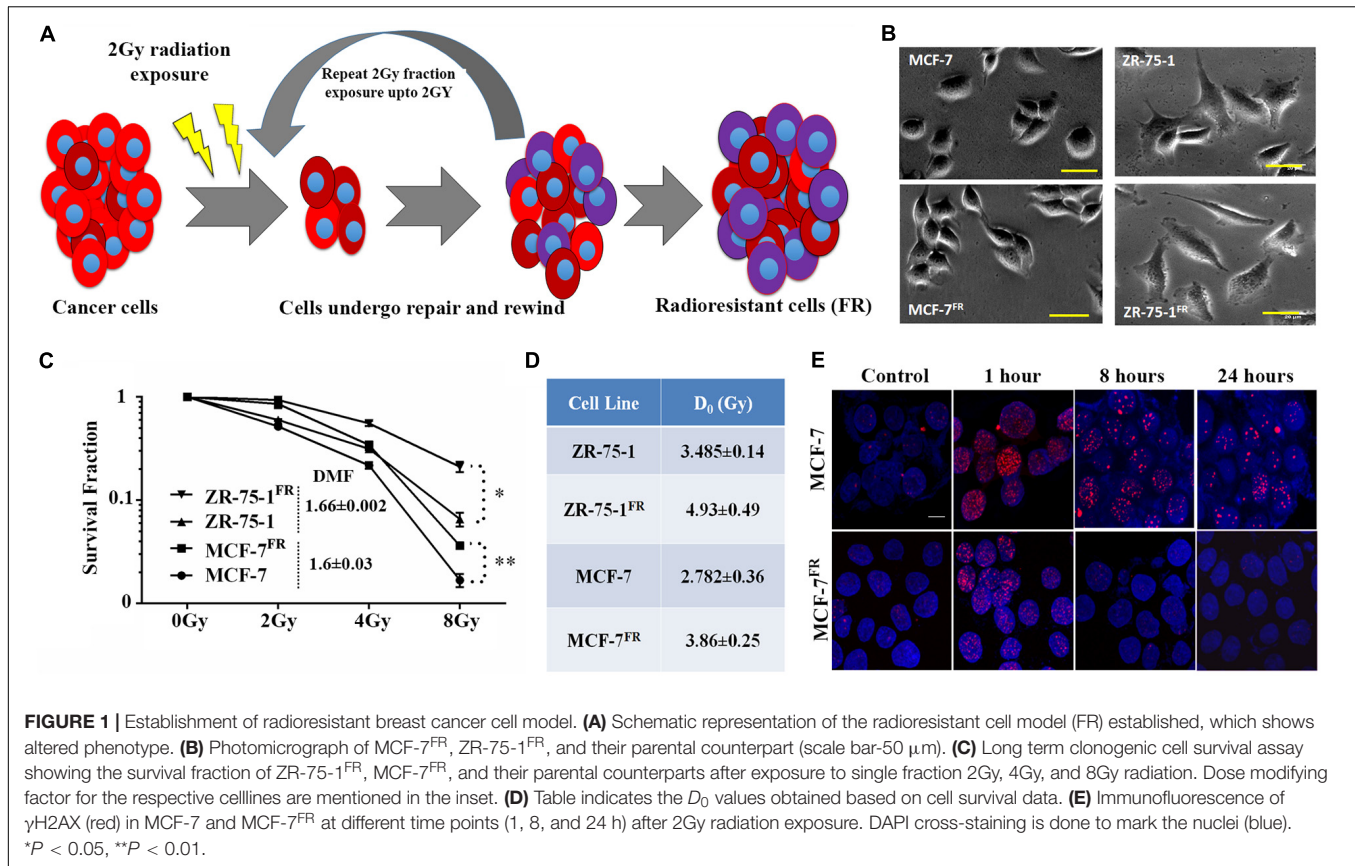 A
2Gy radiation
exposure
Repeat 2Gy fraction
exposure upto 2GY
Cancer cells
Cells undergo repair and rewind
Radioresistant cells (FR)
B
MCF-7
ZR-75-1
MCF-7FR
ZR-75-1FR
C
Survival Fraction
1
0.1
0
0Gy
2Gy
4Gy
8Gy
DMF
ZR-75-1FR
ZR-75-1
1.66±0.002
MCF-7FR
MCF-7
1.6±0.03
*
**
D
Cell Line D0 (Gy)
ZR-75-1 3.485±0.14
ZR-75-1FR 4.93±0.49
MCF-7 2.782±0.36
MCF-7FR 3.86±0.25
E
Control 1 hour 8 hours 24 hours
MCF-7
MCF-7FR
FIGURE 1 | Establishment of radioresistant breast cancer cell model. (A) Schematic representation of the radioresistant cell model (FR) established, which shows
altered phenotype. (B) Photomicrograph of MCF-7FR, ZR-75-1FR, and their parental counterpart (scale bar-50 μm). (C) Long term clonogenic cell survival assay
showing the survival fraction of ZR-75-1FR, MCF-7FR, and their parental counterparts after exposure to single fraction 2Gy, 4Gy, and 8Gy radiation. Dose modifying
factor for the respective celllines are mentioned in the inset. (D) Table indicates the D0 values obtained based on cell survival data. (E) Immunofluorescence of
γH2AX (red) in MCF-7 and MCF-7FR at different time points (1, 8, and 24 h) after 2Gy radiation exposure. DAPI cross-staining is done to mark the nuclei (blue).
*P < 0.05, **P < 0.01.